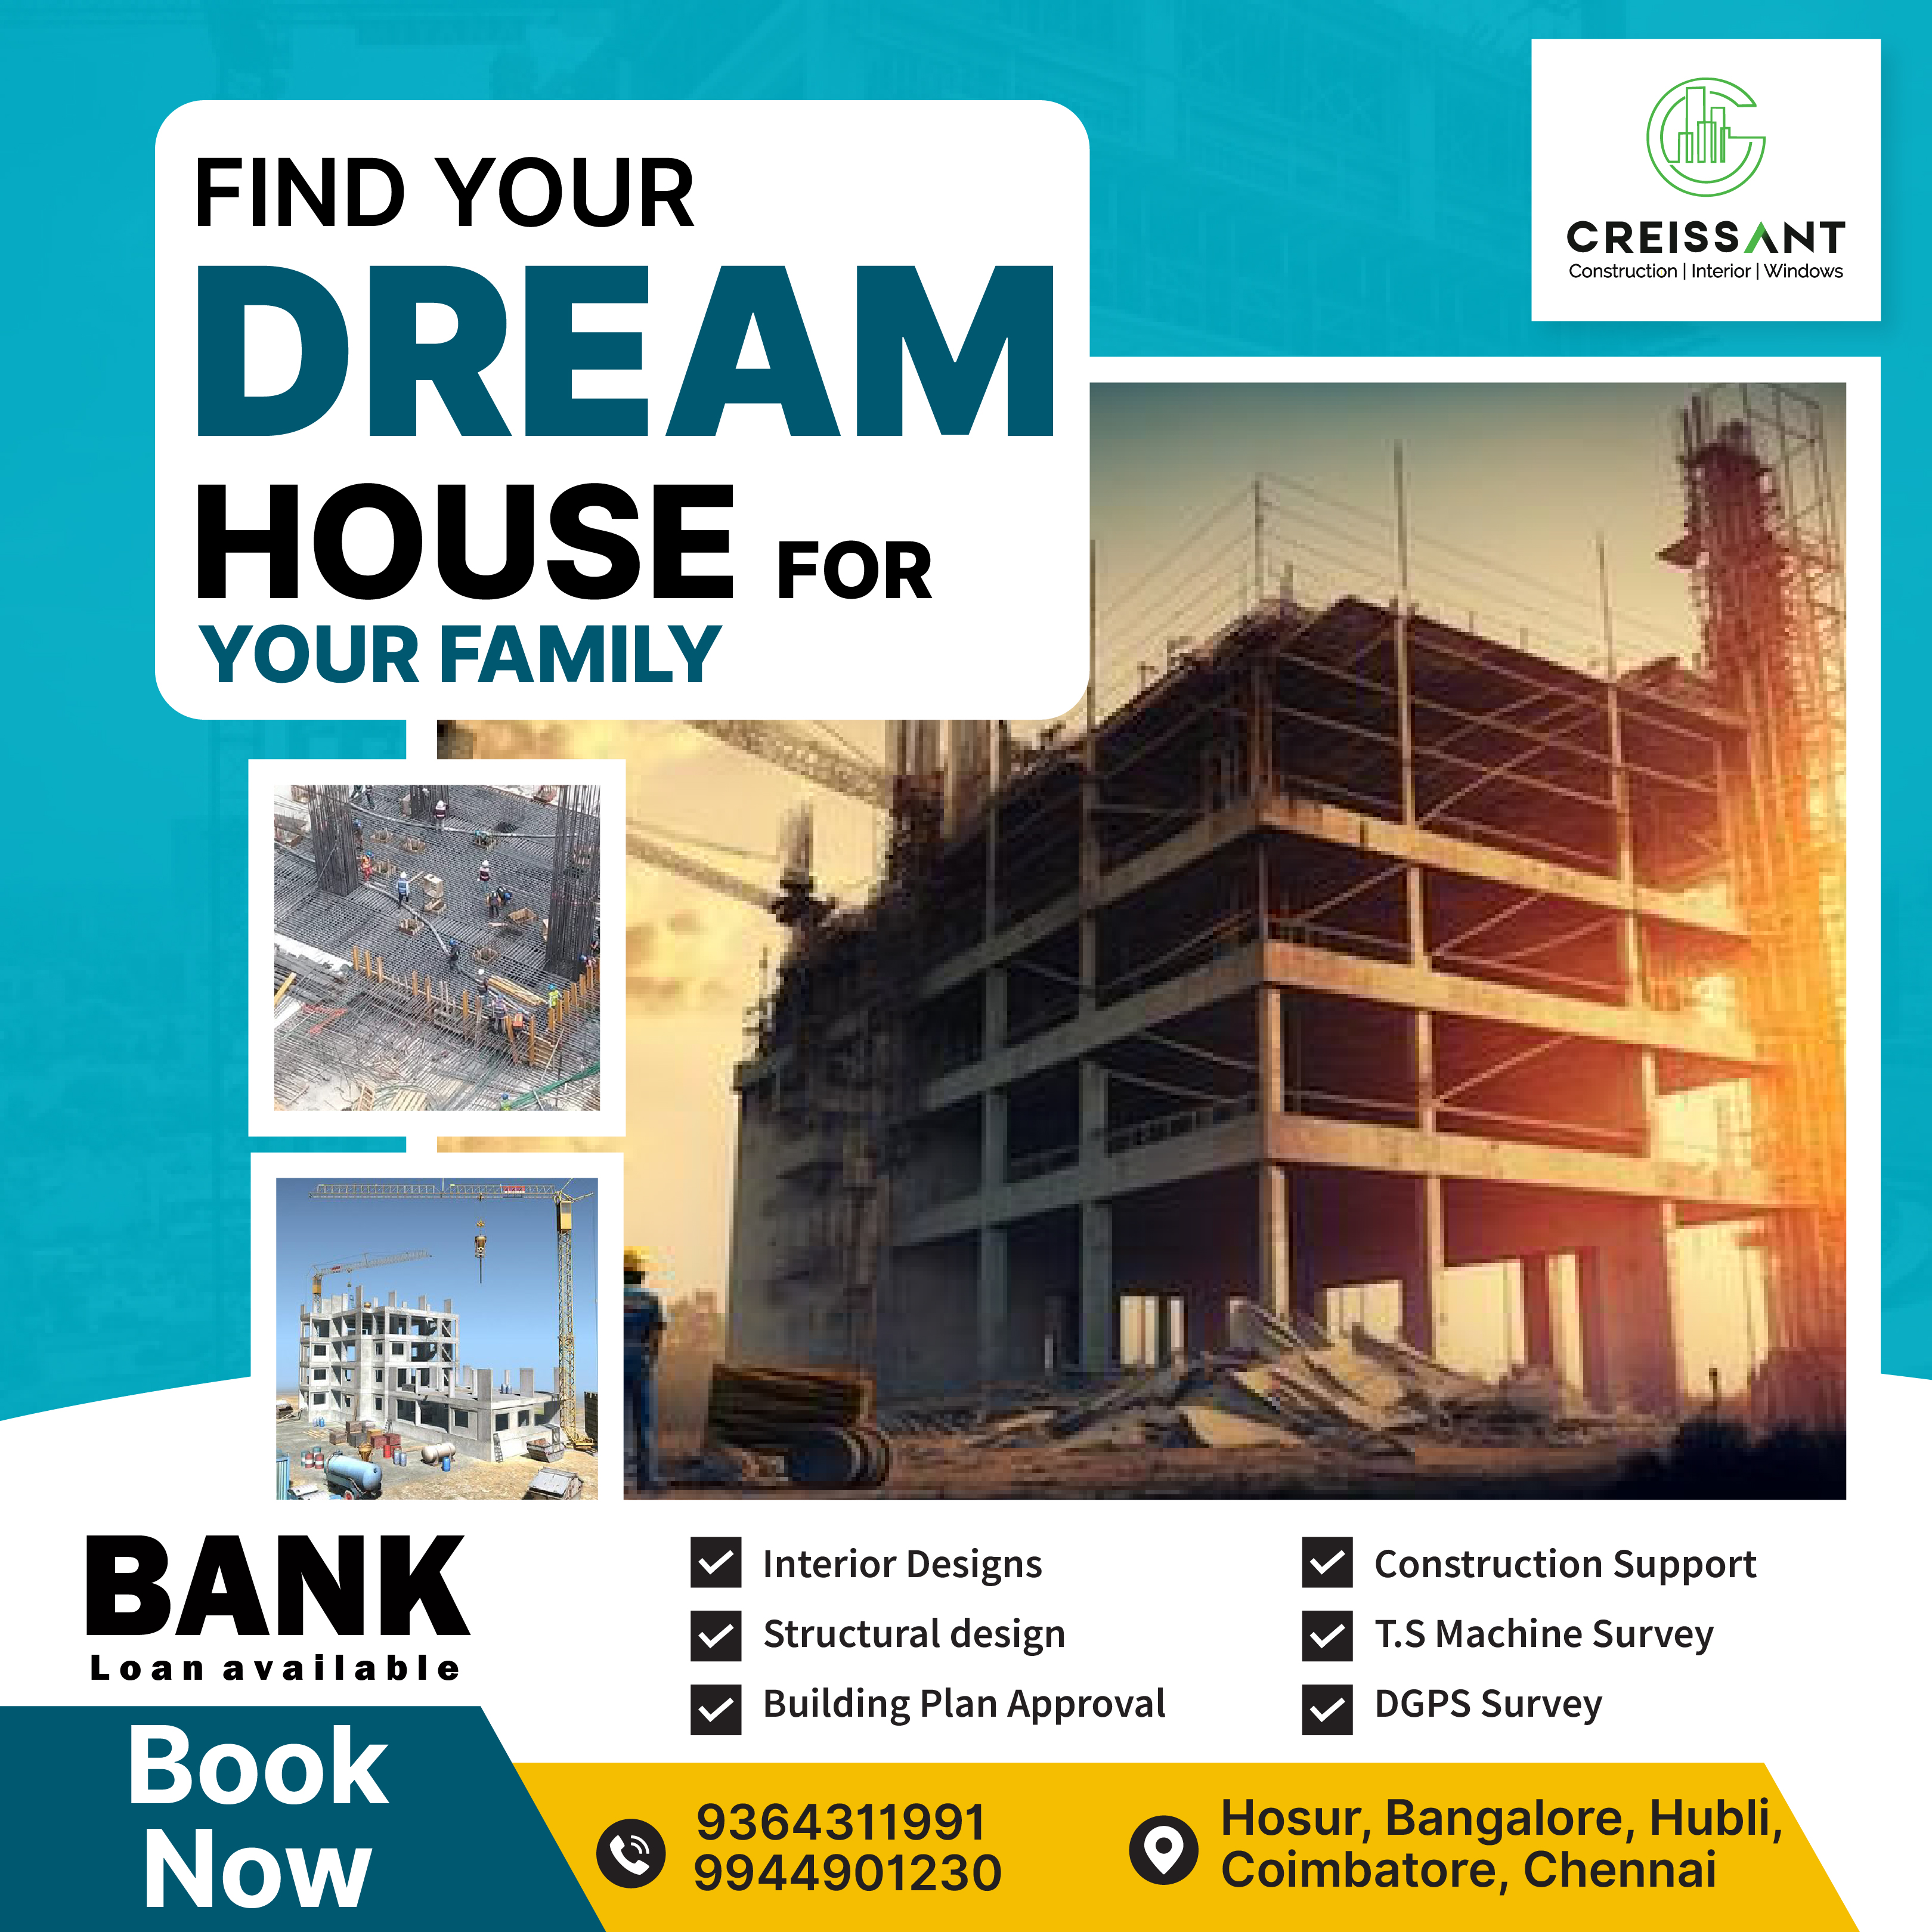 FIND YOUR
DREAM
HOUSE FOR
YOUR FAMILY
CREISSANT
Construction | Interior | Windows
BANK
Loan available
Interior Designs
Structural design
Building Plan Approval
Construction Support
T.S Machine Survey
DGPS Survey
Book
Now
9364311991
9944901230
Hosur, Bangalore, Hubli,
Coimbatore, Chennai